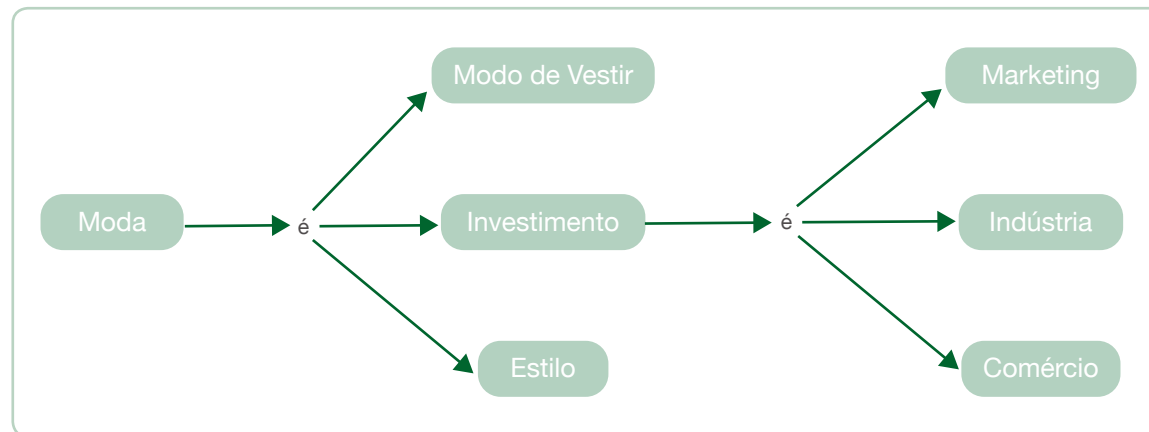 Modo de Vestir
Marketing
Moda
é
Investimento
é
Indústria
Estilo
Comércio